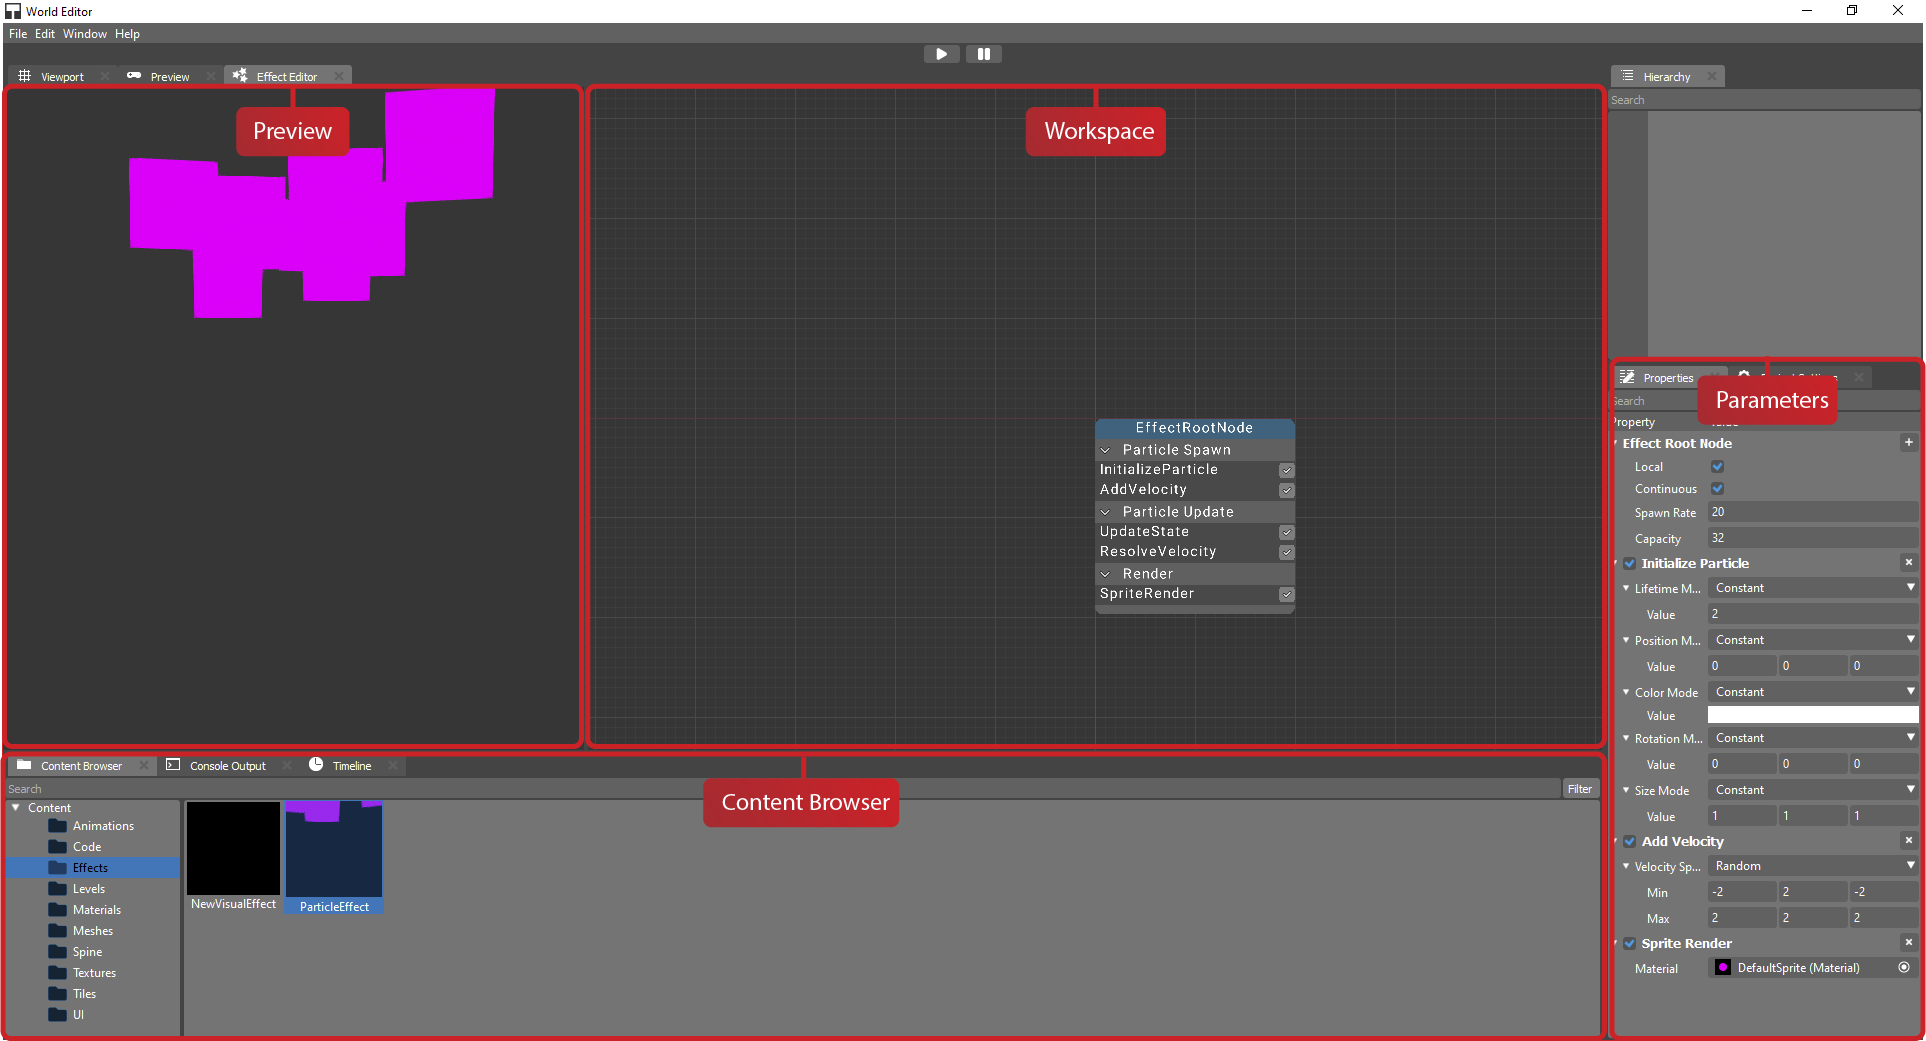 World Editor
File Edit Window Help
Viewport Preview Effect Editor
Hierarchy
Search
Preview
Workspace
EffectRootNode
Particle Spawn
InitializeParticle
AddVelocity
Particle Update
UpdateState
ResolveVelocity
Render
SpriteRender
Properties
Parameters
Search
Property
Effect Root Node
Local
Continuous
Spawn Rate 20
Capacity 32
Initialize Particle
Lifetime M... Constant
Value 2
Position M... Constant
Value 0 0 0
Color Mode Constant
Value
Rotation M... Constant
Value 0 0 0
Size Mode Constant
Value 1 1 1
Add Velocity
Velocity Sp... Random
Min -2 2 -2
Max 2 2 2
Sprite Render
Material DefaultSprite (Material)
Content Browser Console Output Timeline
Search
Filter
Content Browser
Content
Animations
Code
Effects
Levels
Materials
Meshes
Spine
Textures
Tiles
UI
NewVisualEffect
ParticleEffect